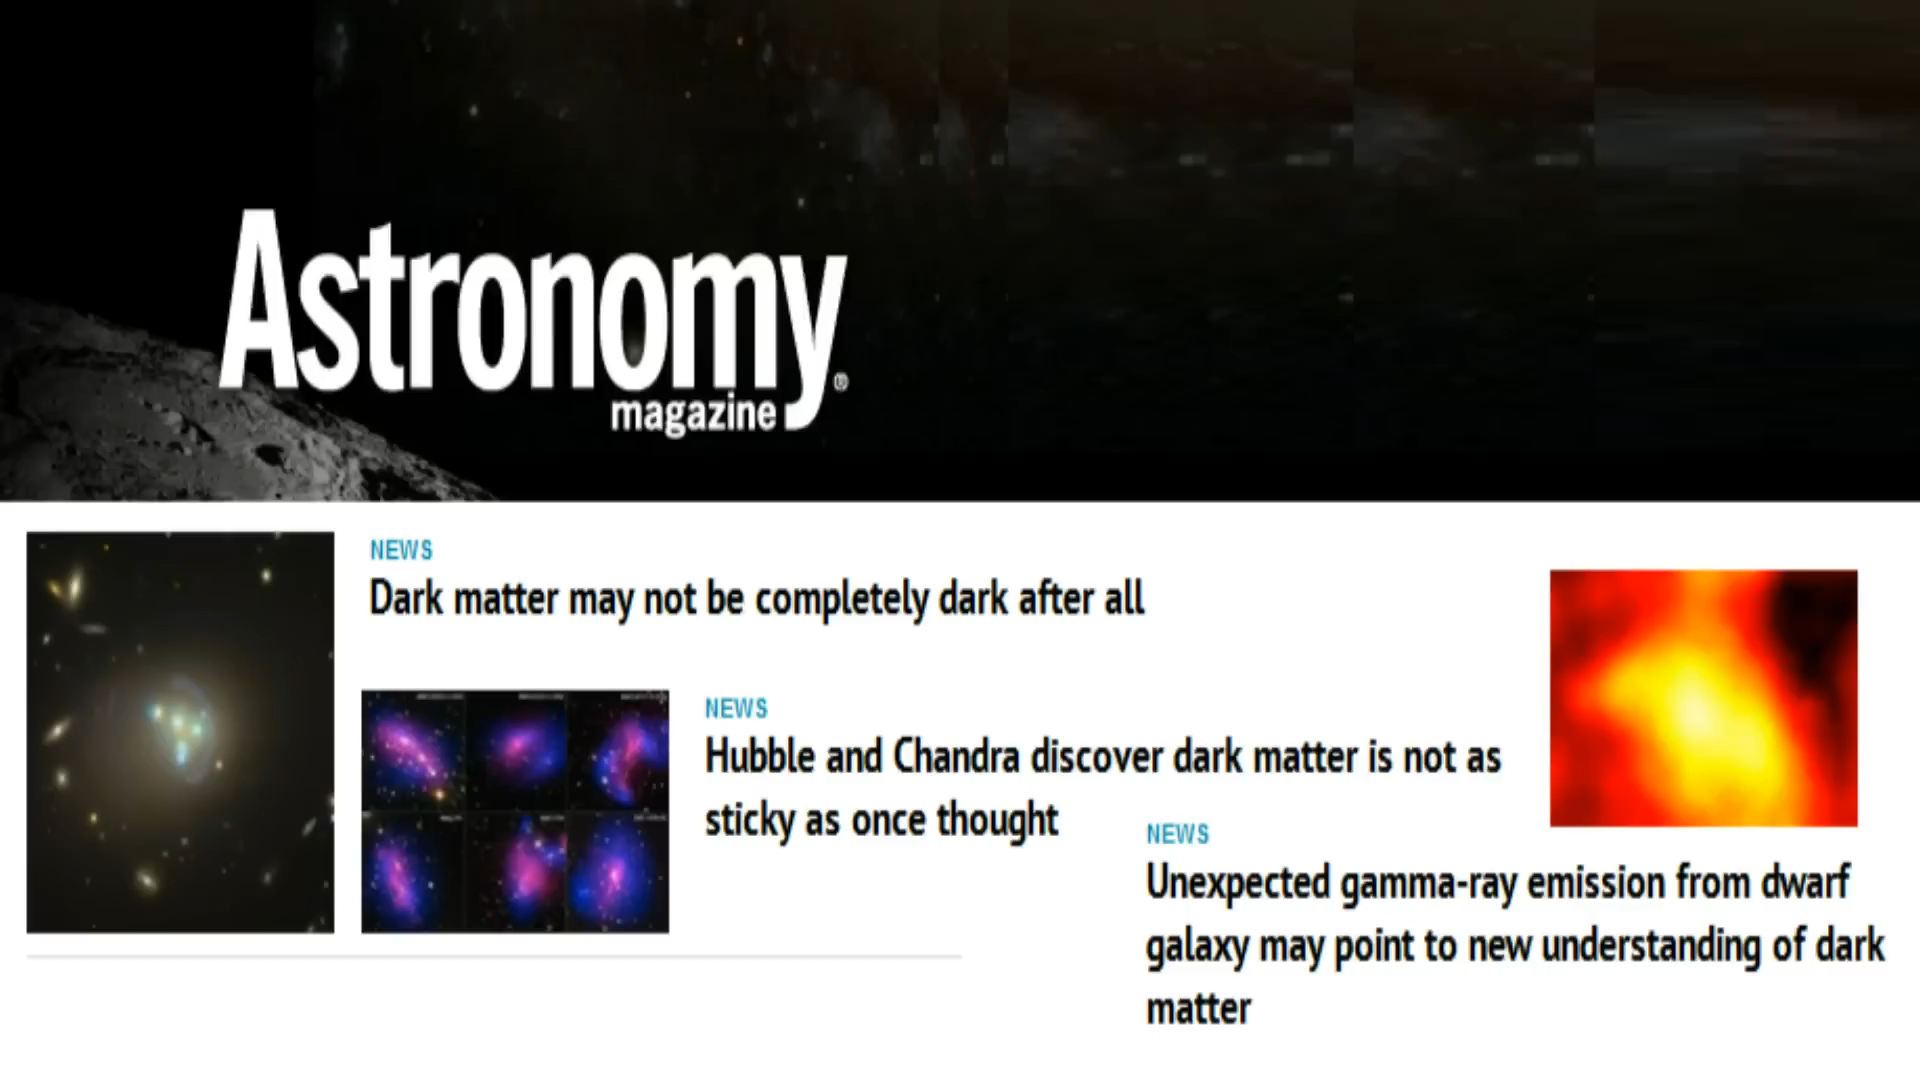 Astronomy®
magazine
NEWS
Dark matter may not be completely dark after all
NEWS
Hubble and Chandra discover dark matter is not as
sticky as once thought
NEWS
Unexpected gamma-ray emission from dwarf
galaxy may point to new understanding of dark
matter